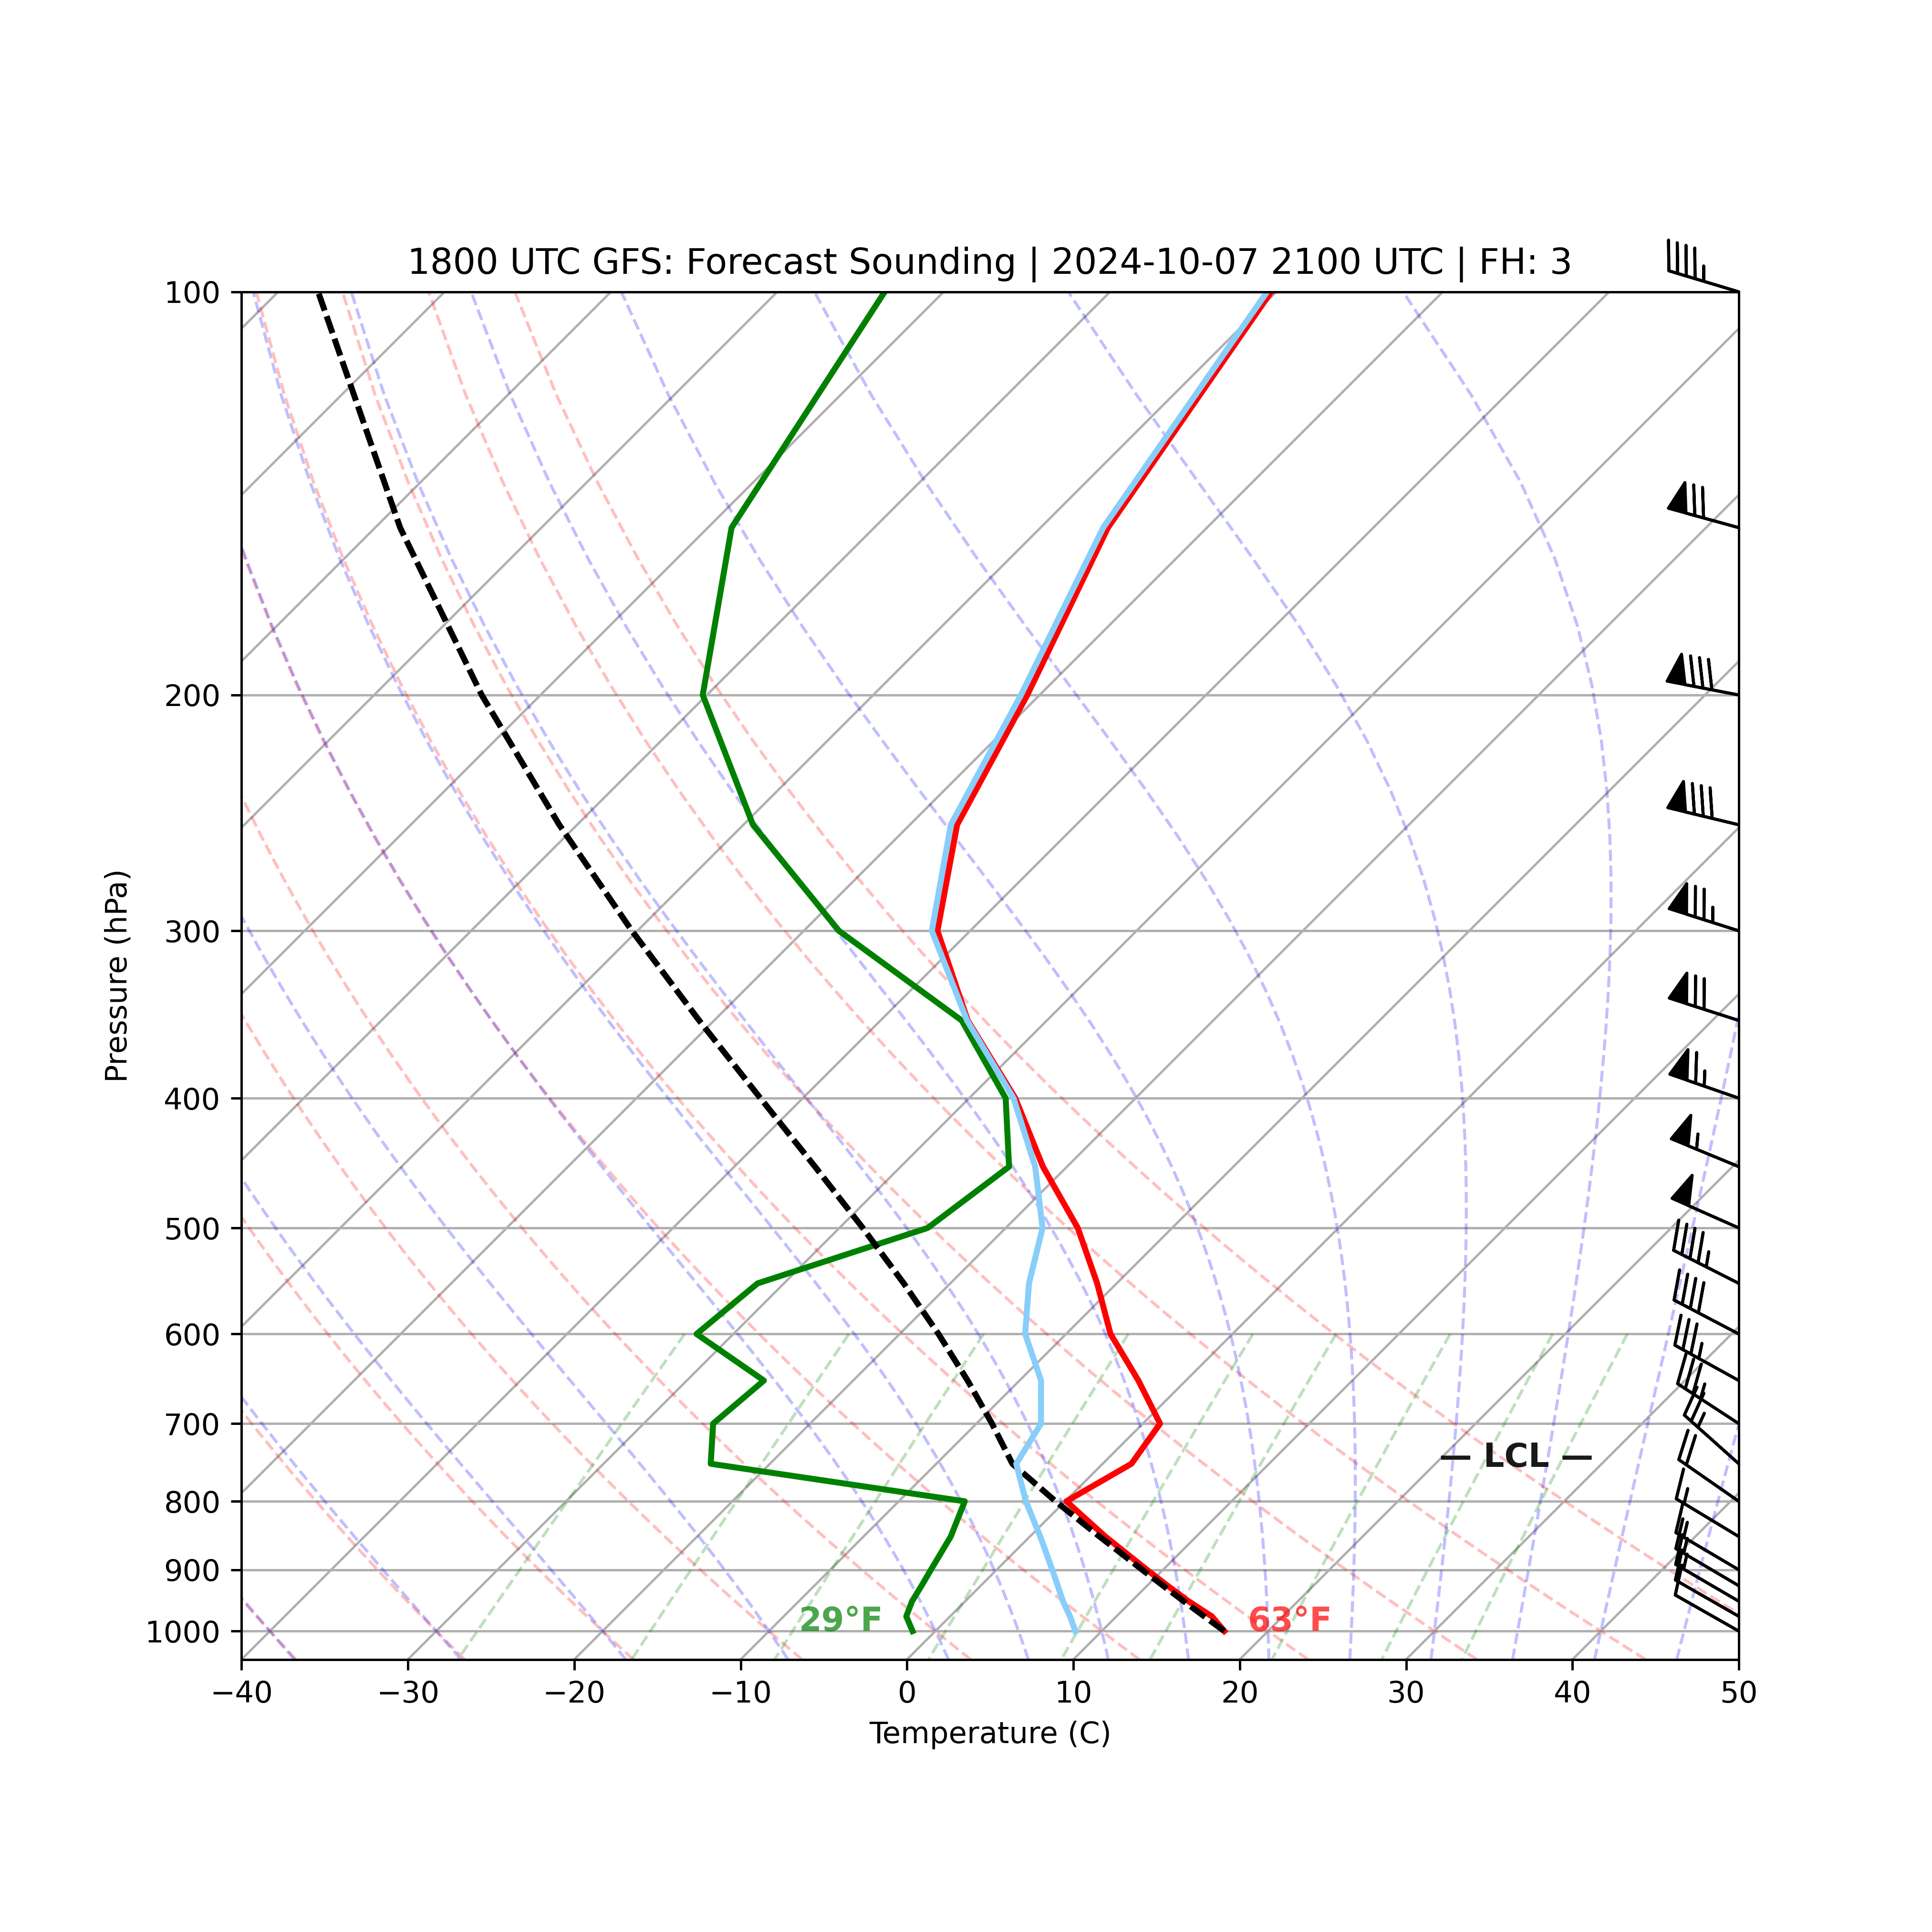 1800 UTC GFS: Forecast Sounding | 2024-10-07 2100 UTC | FH: 3
100
200
300
400
500
600
700
800
900
1000
Pressure (hPa)
— LCL —
29°F
63°F
−40 −30 −20 −10 0 10 20 30 40 50
Temperature (C)